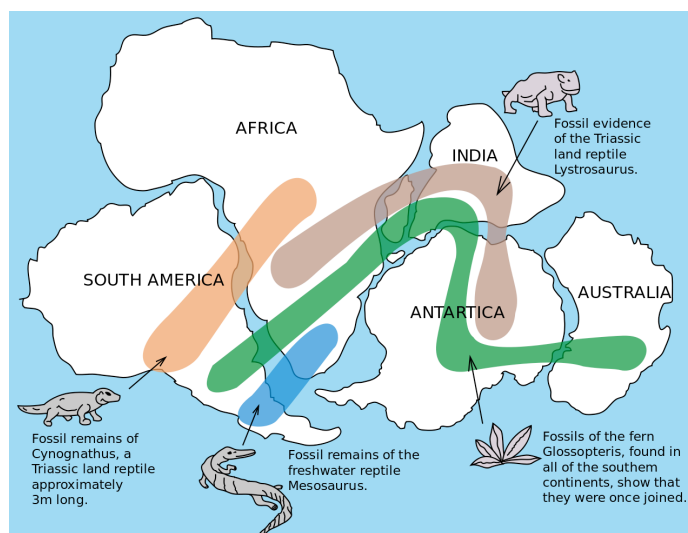 AFRICA
INDIA
SOUTH AMERICA
ANTARTICA
AUSTRALIA
Fossil evidence
of the Triassic
land reptile
Lystrosaurus.
Fossil remains of
Cynognathus, a
Triassic land reptile
approximately
3m long.
Fossil remains of the
freshwater reptile
Mesosaurus.
Fossils of the fern
Glossopteris, found in
all of the southem
continents, show that
they were once joined.